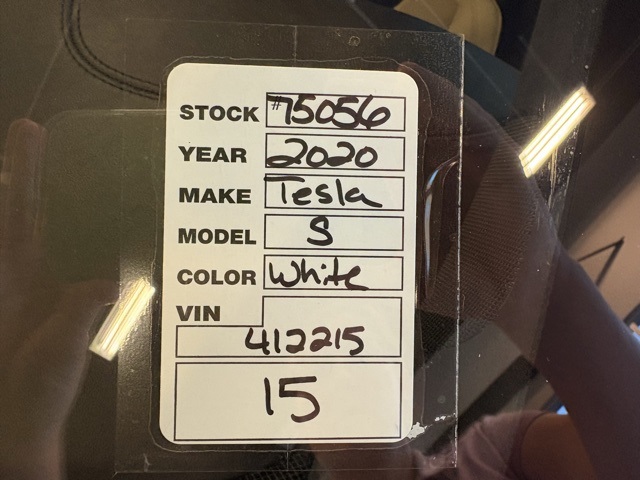 STOCK #75056
YEAR 2020
MAKE Tesla
MODEL S
COLOR White
VIN
412215
15